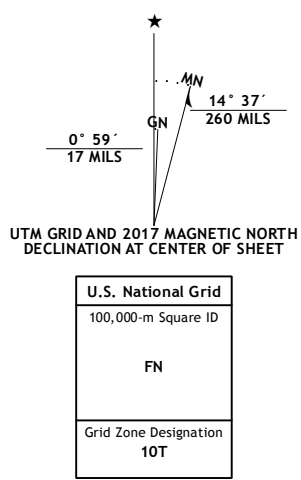 MN
14° 37´
260 MILS
GN
0° 59´
17 MILS
UTM GRID AND 2017 MAGNETIC NORTH
DECLINATION AT CENTER OF SHEET
U.S. National Grid
100,000-m Square ID
FN
Grid Zone Designation
10T